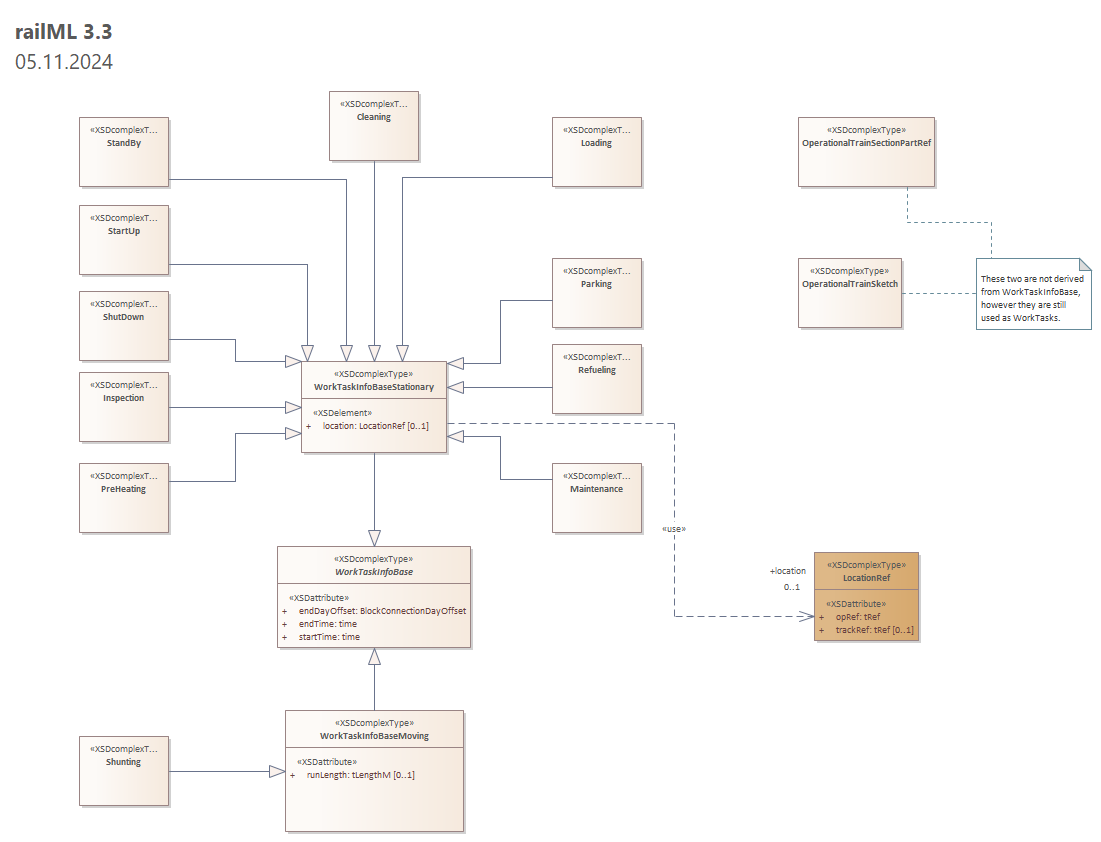 railML 3.3
05.11.2024
«XSDcomplexT...
Cleaning
«XSDcomplexT...
StandBy
«XSDcomplexT...
Loading
«XSDcomplexType»
OperationalTrainSectionPartRef
«XSDcomplexT...
StartUp
«XSDcomplexT...
Parking
«XSDcomplexType»
OperationalTrainSketch
These two are not derived
from WorkTaskInfoBase,
however they are still
used as WorkTasks.
«XSDcomplexT...
ShutDown
«XSDcomplexT...
Refueling
«XSDcomplexType»
WorkTaskInfoBaseStationary
«XSDelement»
+ location: LocationRef [0..1]
«XSDcomplexT...
Inspection
«XSDcomplexT...
PreHeating
«XSDcomplexT...
Maintenance
«use»
«XSDcomplexType»
WorkTaskInfoBase
«XSDattribute»
+ endDayOffset: BlockConnectionDayOffset
+ endTime: time
+ startTime: time
+location
0..1
«XSDcomplexType»
LocationRef
«XSDattribute»
+ opRef: tRef
+ trackRef: tRef [0..1]
«XSDcomplexType»
WorkTaskInfoBaseMoving
«XSDattribute»
+ runLength: tLengthM [0..1]
«XSDcomplexT...
Shunting